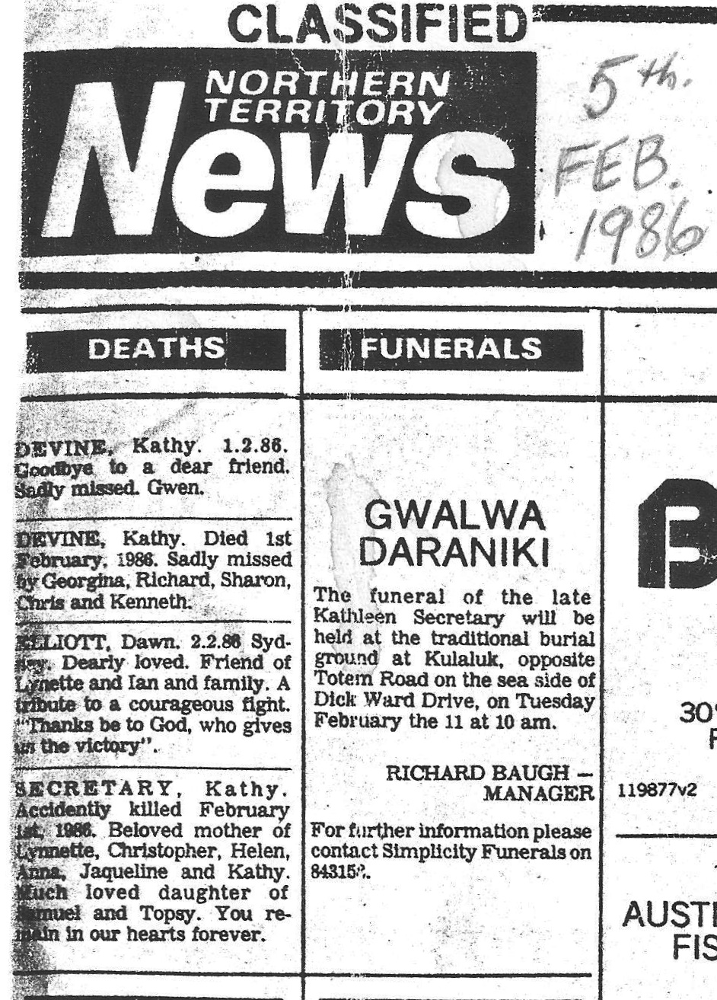 CLASSIFIED
NORTHERN
TERRITORY
News
5th.
FEB.
1986
DEATHS
DEVINE, Kathy. 1.2.86.
Goodbye to a dear friend.
Sadly missed. Gwen.
DEVINE, Kathy. Died 1st
February, 1986. Sadly missed
by Georgina, Richard, Sharon,
Chris and Kenneth.
ELLIOTT, Dawn. 2.2.86 Syd-
ney. Dearly loved. Friend of
Lynette and Ian and family. A
tribute to a courageous fight.
"Thanks be to God, who gives
us the victory".
SECRETARY, Kathy.
Accidently killed February
1st, 1986. Beloved mother of
Lynnette, Christopher, Helen,
Anna, Jaqueline and Kathy.
Much loved daughter of
Samuel and Topsy. You re-
main in our hearts forever.
FUNERALS
GWALWA
DARANIKI
The funeral of the late
Kathleen Secretary will be
held at the traditional burial
ground at Kulaluk, opposite
Totem Road on the sea side of
Dick Ward Drive, on Tuesday
February the 11 at 10 am.
RICHARD BAUGH —
MANAGER
For further information please
contact Simplicity Funerals on
B
30
119877v2
AUST
FIS